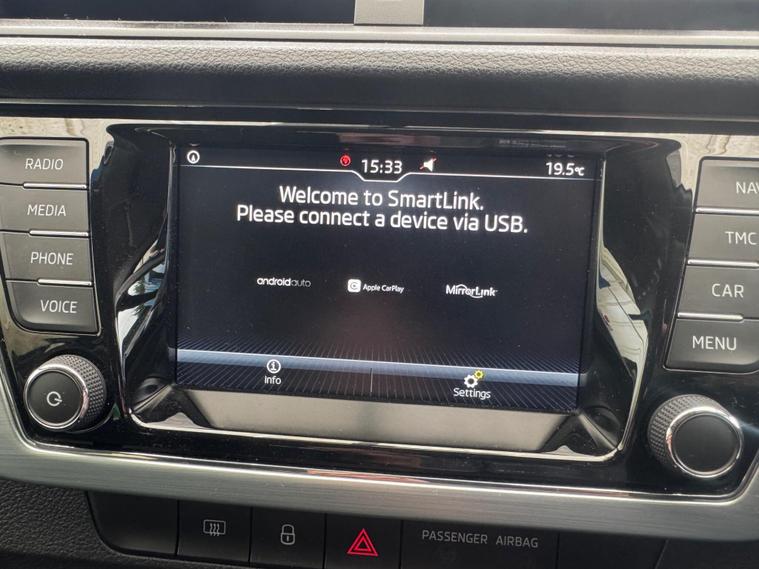 15:33
19.5°C
Welcome to SmartLink.
Please connect a device via USB.
androidauto
Apple CarPlay
MirrorLink
Info
Settings
RADIO
MEDIA
PHONE
VOICE
TMC
CAR
MENU
PASSENGER AIRBAG